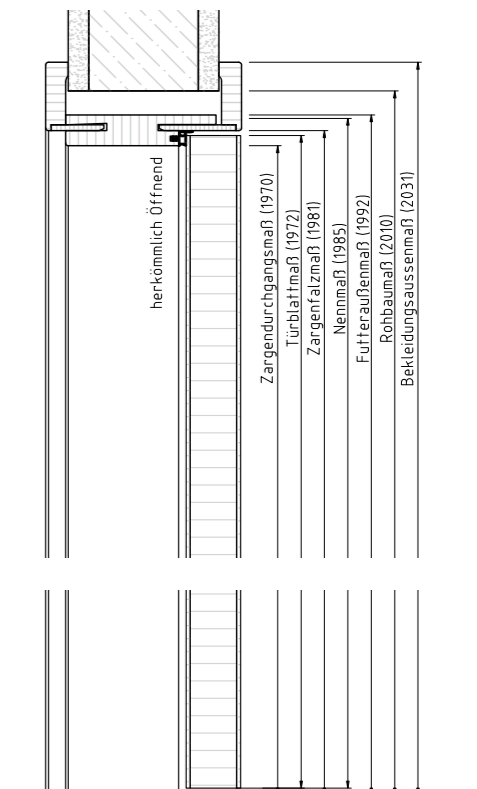 herkömmlich Öffnend
Zargendurchgangsmaß (1970)
Türblattmaß (1972)
Zargenfalzmaß (1981)
Nennmaß (1985)
Futteraußenmaß (1992)
Rohbaumaß (2010)
Bekleidungsaussenmaß (2031)